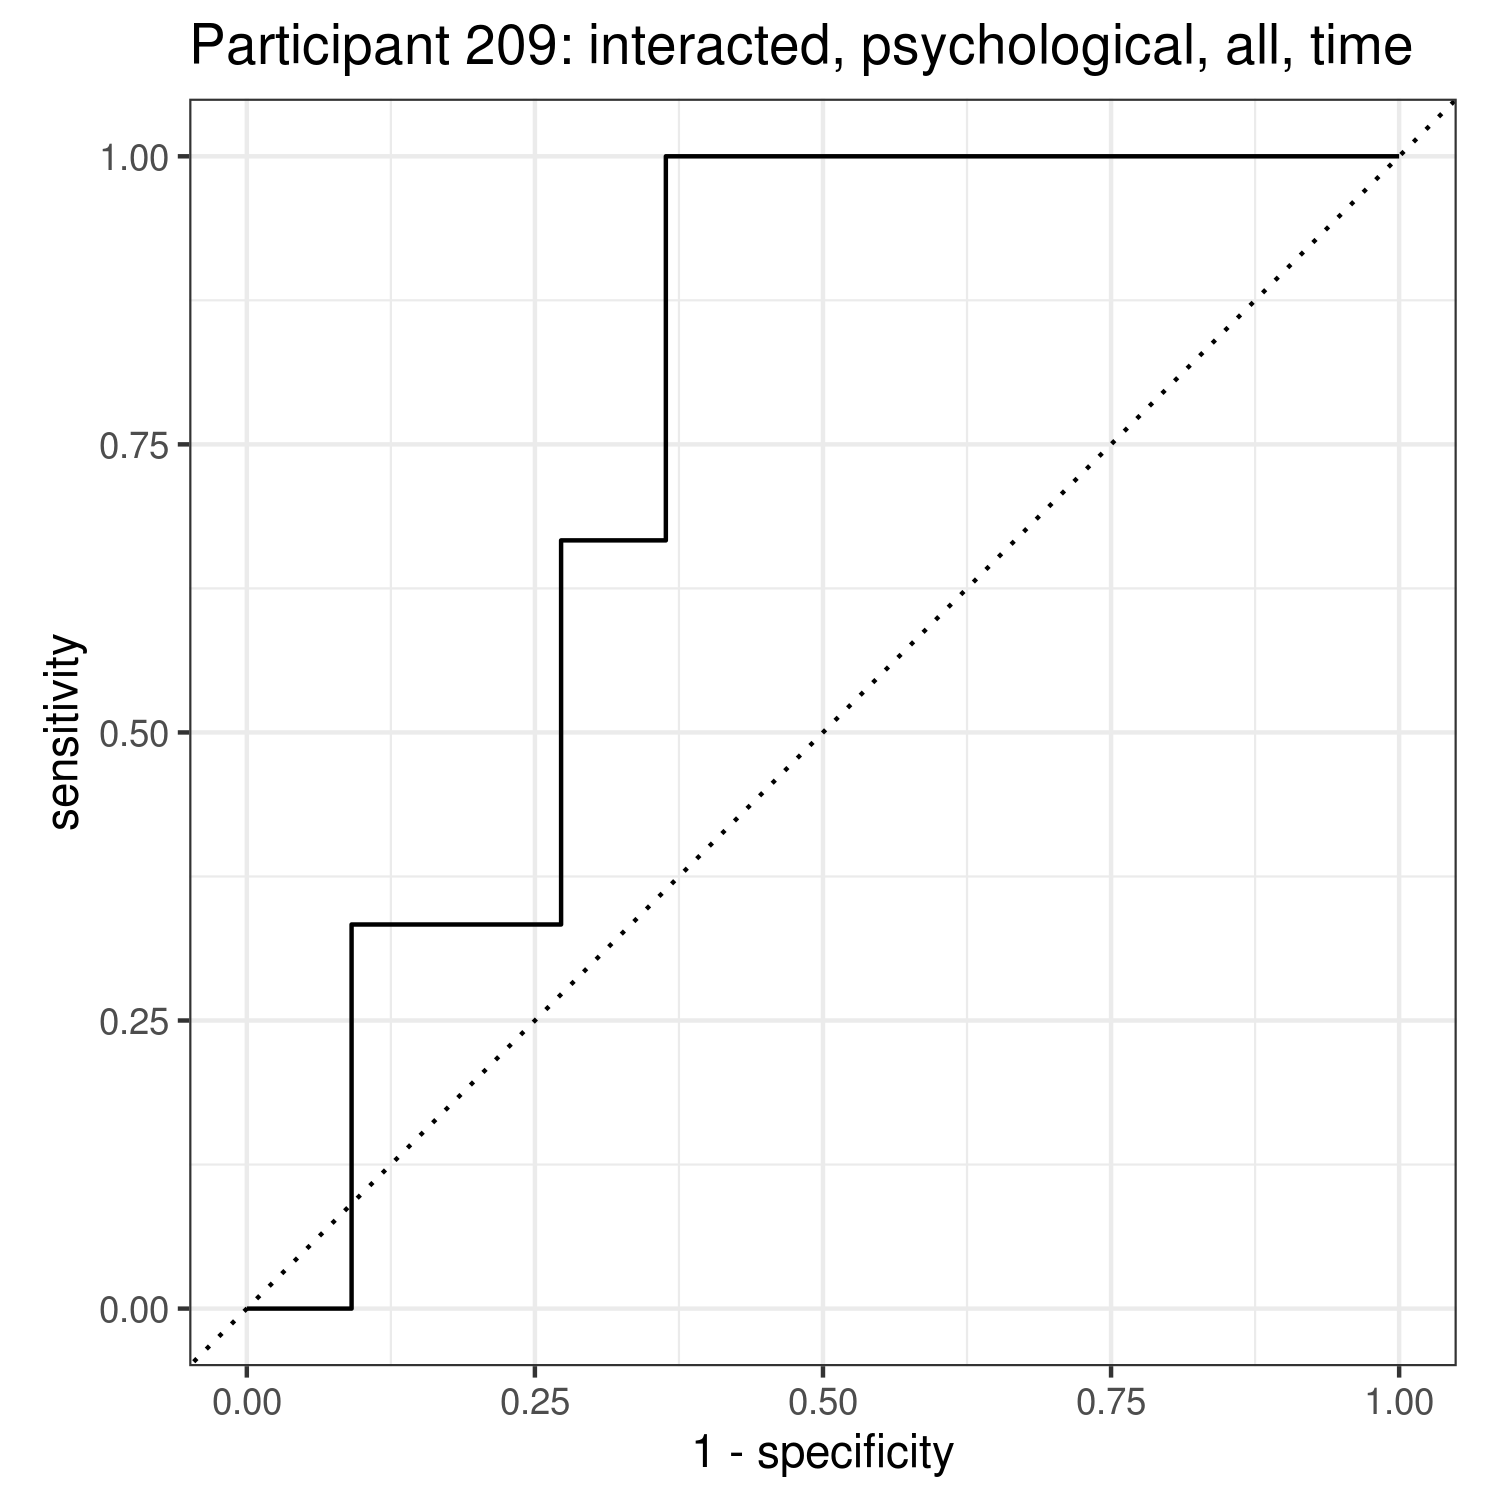 Participant 209: interacted, psychological, all, time
1.00
0.75
0.50
0.25
0.00
sensitivity
0.00 0.25 0.50 0.75 1.00
1 - specificity